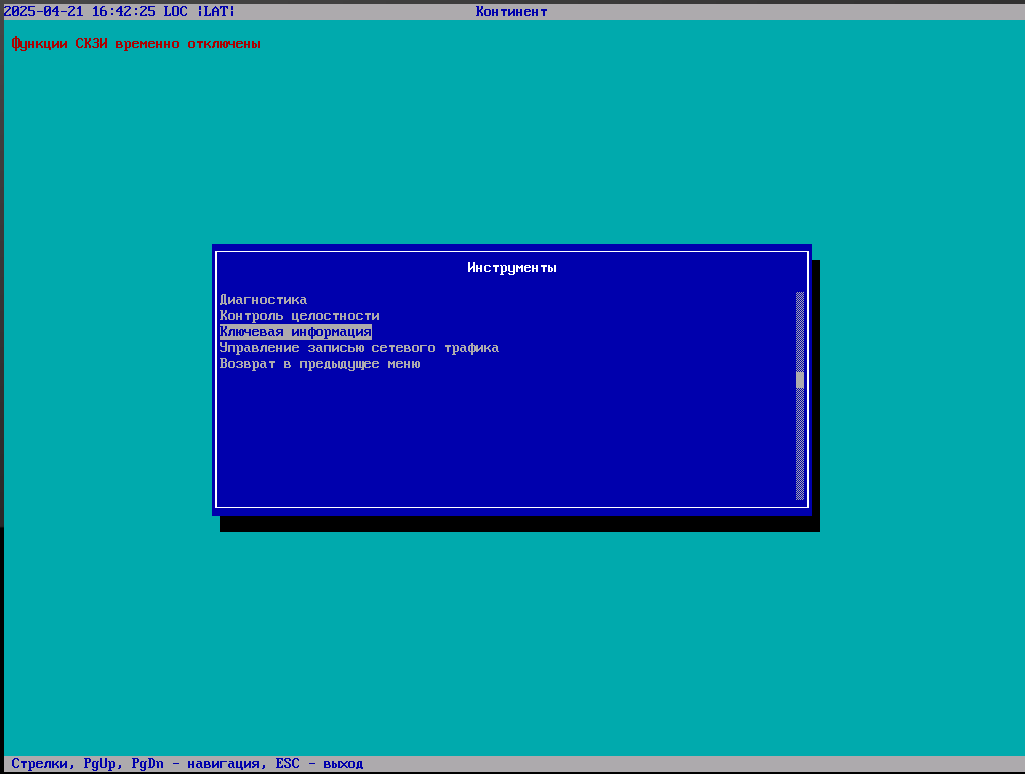 2025-04-21 16:42:25 LOC ¦LAT¦ Континент
Функции СКЗИ временно отключены
Инструменты
Диагностика
Контроль целостности
Ключевая информация
Управление записью сетевого трафика
Возврат в предыдущее меню
Стрелки, PgUp, PgDn - навигация, ESC - выход